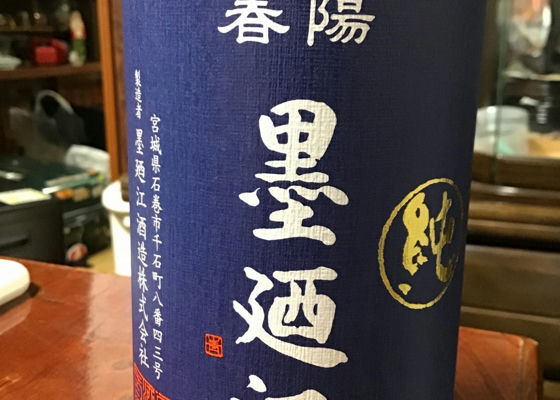 春陽
墨廼江
純
宮城県石巻市千石町八番四三号
製造者 墨廼江酒造株式会社